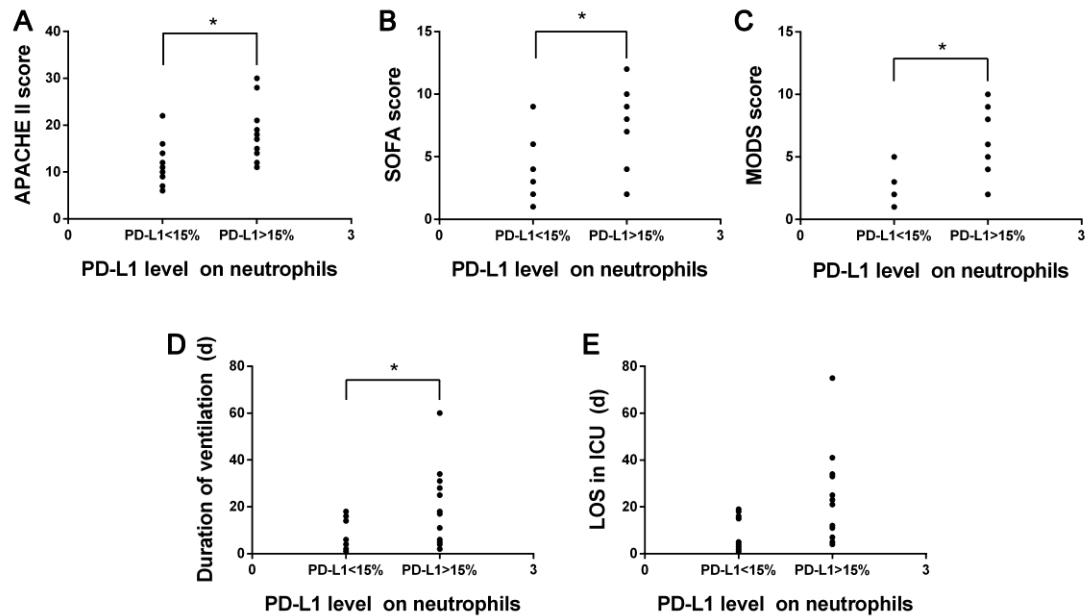 A
APACHE II score
40
30
20
10
0
*
0
PD-L1<15%
PD-L1>15%
3
PD-L1 level on neutrophils
B
SOFA score
15
10
5
0
*
0
PD-L1<15%
PD-L1>15%
3
PD-L1 level on neutrophils
C
MODS score
15
10
5
0
*
0
PD-L1<15%
PD-L1>15%
3
PD-L1 level on neutrophils
D
Duration of ventilation (d)
80
60
40
20
0
*
0
PD-L1<15%
PD-L1>15%
3
PD-L1 level on neutrophils
E
LOS in ICU (d)
80
60
40
20
0
0
PD-L1<15%
PD-L1>15%
3
PD-L1 level on neutrophils